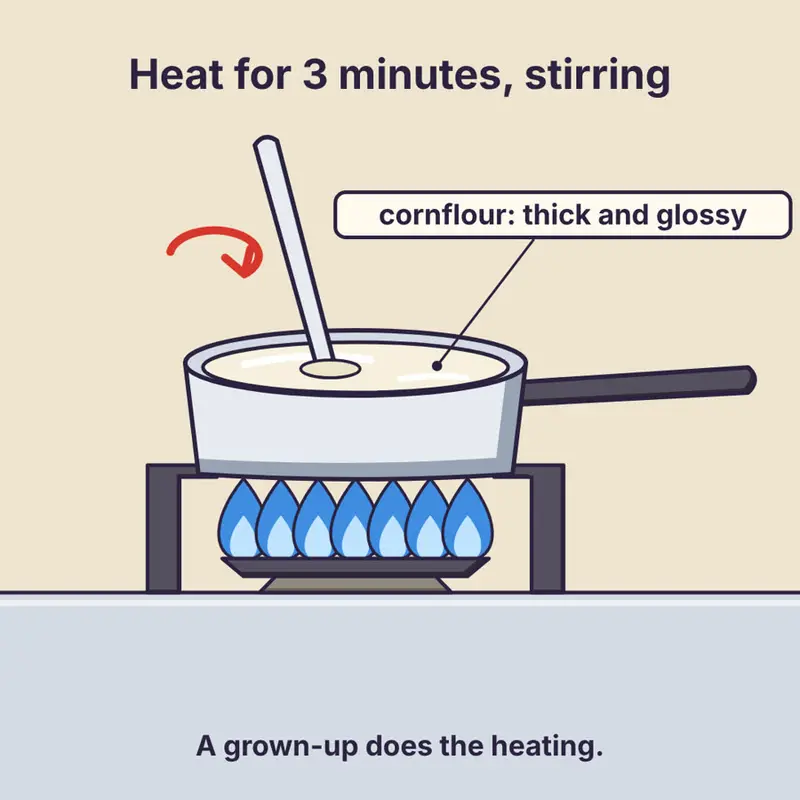 Heat for 3 minutes, stirring
cornflour: thick and glossy
A grown-up does the heating.